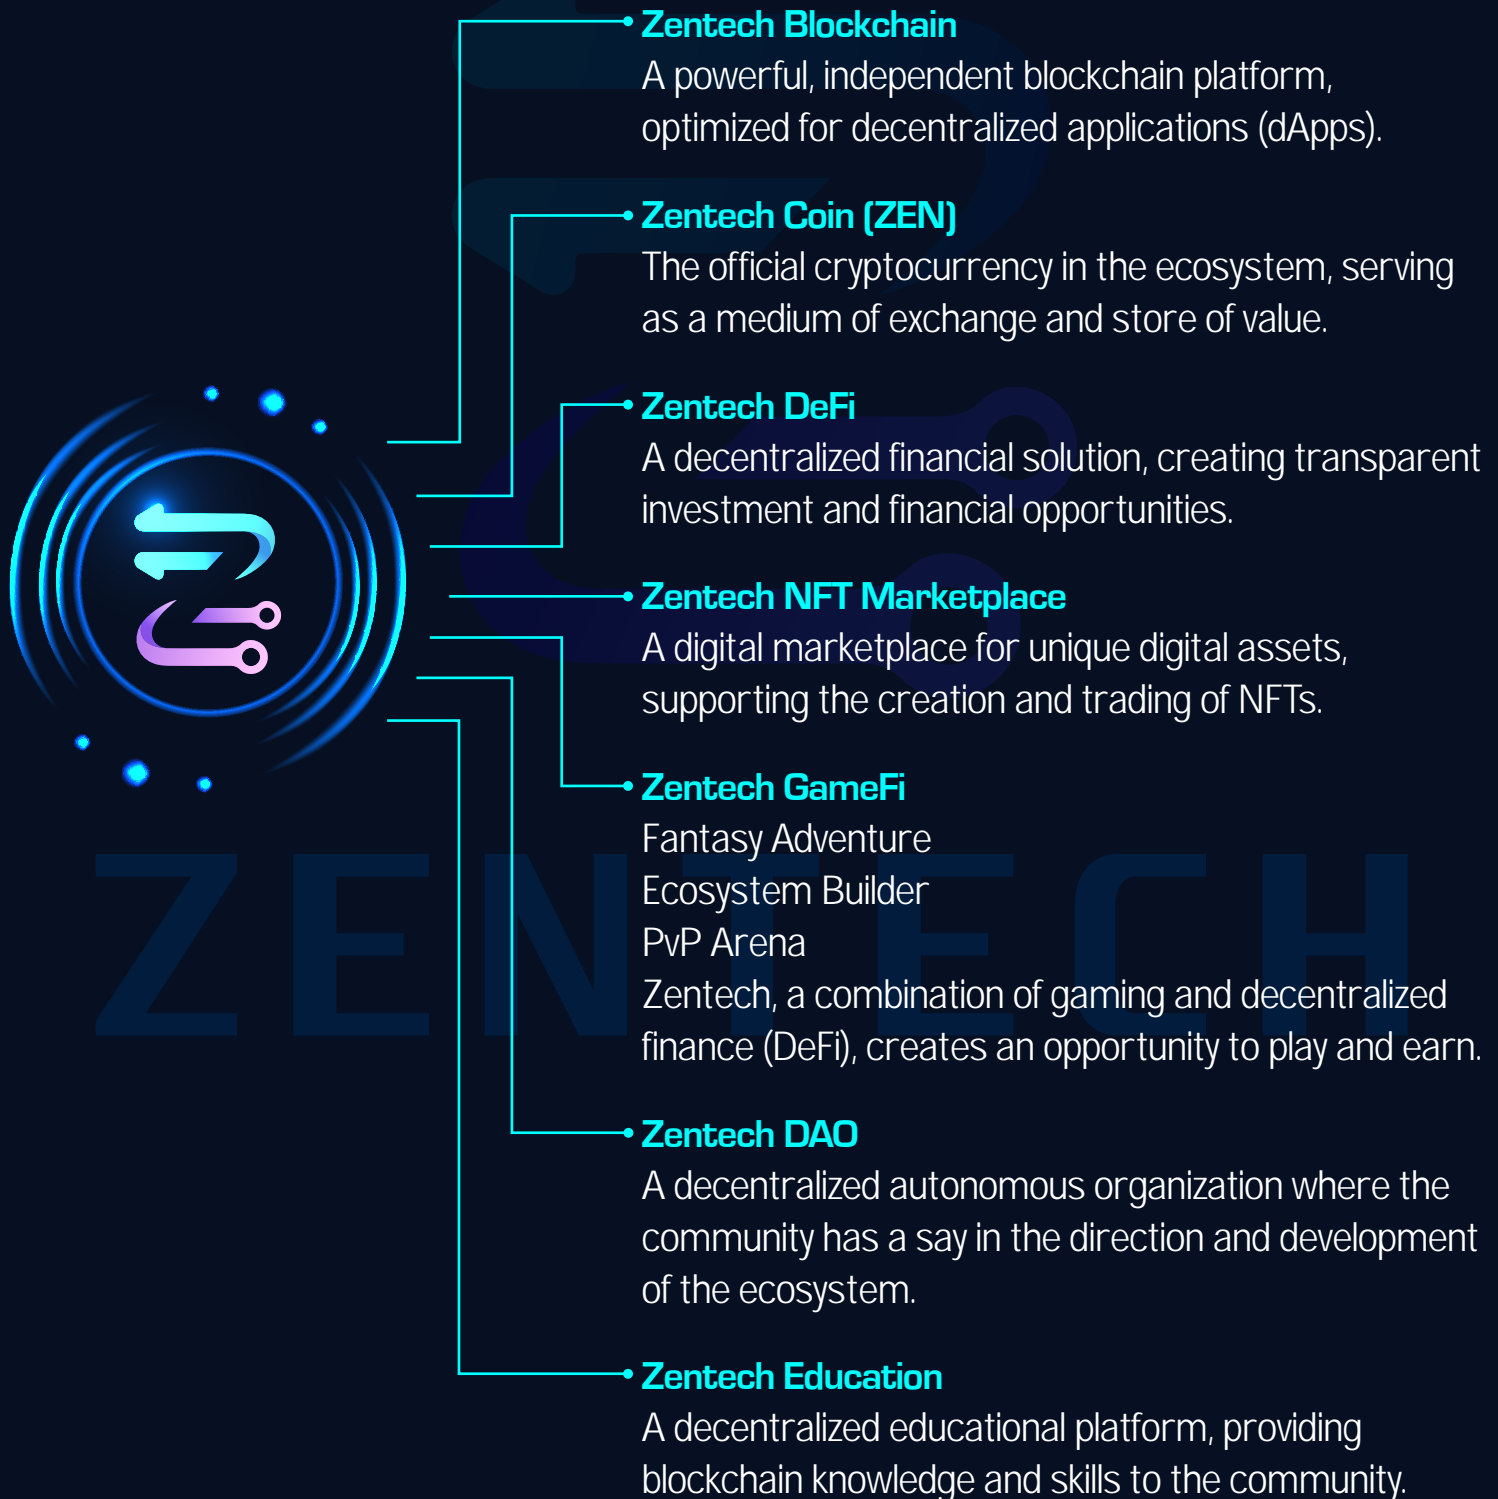 Zentech Blockchain
A powerful, independent blockchain platform,
optimized for decentralized applications (dApps).
Zentech Coin (ZEN)
The official cryptocurrency in the ecosystem, serving
as a medium of exchange and store of value.
Zentech DeFi
A decentralized financial solution, creating transparent
investment and financial opportunities.
Zentech NFT Marketplace
A digital marketplace for unique digital assets,
supporting the creation and trading of NFTs.
Zentech GameFi
Fantasy Adventure
Ecosystem Builder
PvP Arena
Zentech, a combination of gaming and decentralized
finance (DeFi), creates an opportunity to play and earn.
ZENTECH
Zentech DAO
A decentralized autonomous organization where the
community has a say in the direction and development
of the ecosystem.
Zentech Education
A decentralized educational platform, providing
blockchain knowledge and skills to the community.